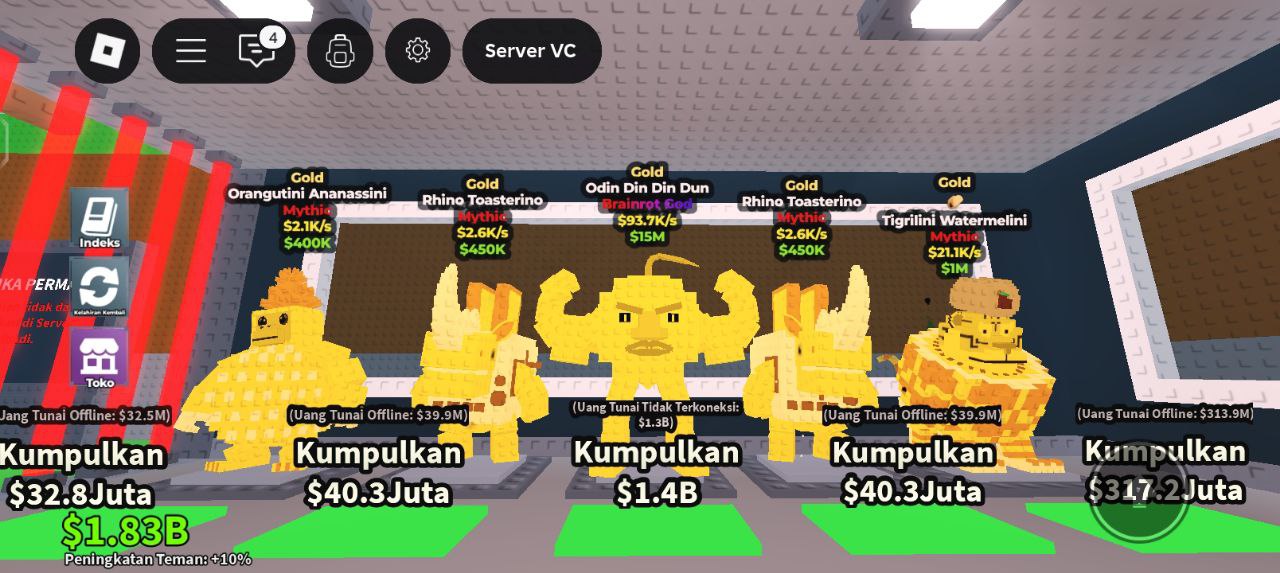 4
Server VC
Gold
Orangutini Ananassini
Mythic
$2.1K/s
$400K
Gold
Rhino Toasterino
Mythic
$2.6K/s
$450K
Gold
Odin Din Din Dun
Brainrot God
$93.7K/s
$15M
Gold
Rhino Toasterino
Mythic
$2.6K/s
$450K
Gold
Tigrilini Watermelini
Mythic
$21.1K/s
$1M
Indeks
Kelahiran Kembali
Toko
Uang Tunai Offline: $32.5M)
Kumpulkan
$32.8Juta
(Uang Tunai Offline: $39.9M)
Kumpulkan
$40.3Juta
(Uang Tunai Tidak Terkoneksi:
$1.3B)
Kumpulkan
$1.4B
(Uang Tunai Offline: $39.9M)
Kumpulkan
$40.3Juta
(Uang Tunai Offline: $313.9M)
Kumpulkan
$317.2Juta
$1.83B
Peningkatan Teman: +10%